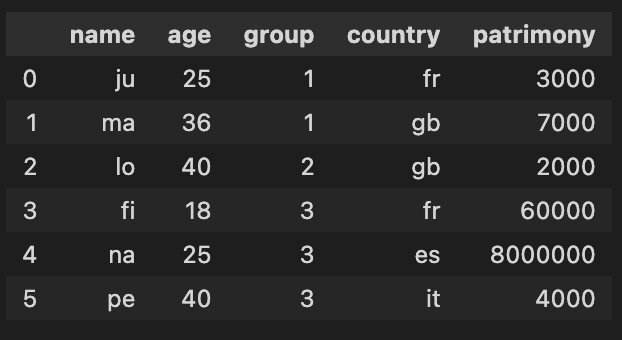 name age group country patrimony
0 ju 25 1 fr 3000
1 ma 36 1 gb 7000
2 lo 40 2 gb 2000
3 fi 18 3 fr 60000
4 na 25 3 es 8000000
5 pe 40 3 it 4000